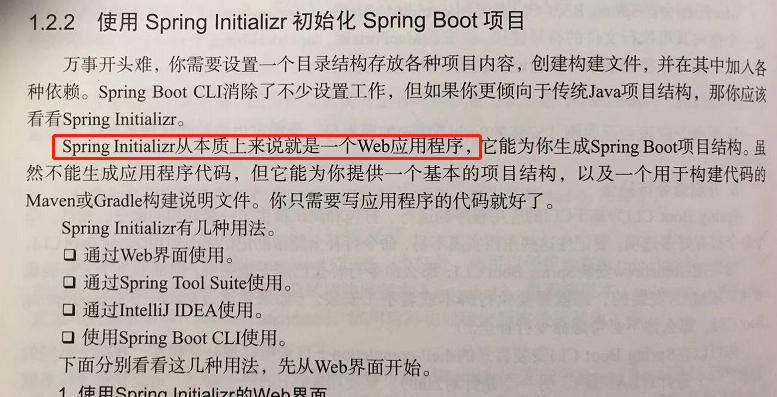 1.2.2 使用 Spring Initializr 初始化 Spring Boot 项目
万事开头难，你需要设置一个目录结构存放各种项目内容，创建构建文件，并在其中加入各
种依赖。Spring Boot CLI消除了不少设置工作，但如果你更倾向于传统Java项目结构，那你应该
看看Spring Initializr。
Spring Initializr从本质上来说就是一个Web应用程序，它能为你生成Spring Boot项目结构。虽
然不能生成应用程序代码，但它能为你提供一个基本的项目结构，以及一个用于构建代码的
Maven或Gradle构建说明文件。你只需要写应用程序的代码就好了。
Spring Initializr有几种用法。
❑ 通过Web界面使用。
❑ 通过Spring Tool Suite使用。
❑ 通过IntelliJ IDEA使用。
❑ 使用Spring Boot CLI使用。
下面分别看看这几种用法，先从Web界面开始。
1. 使用Spring Initializr的Web界面